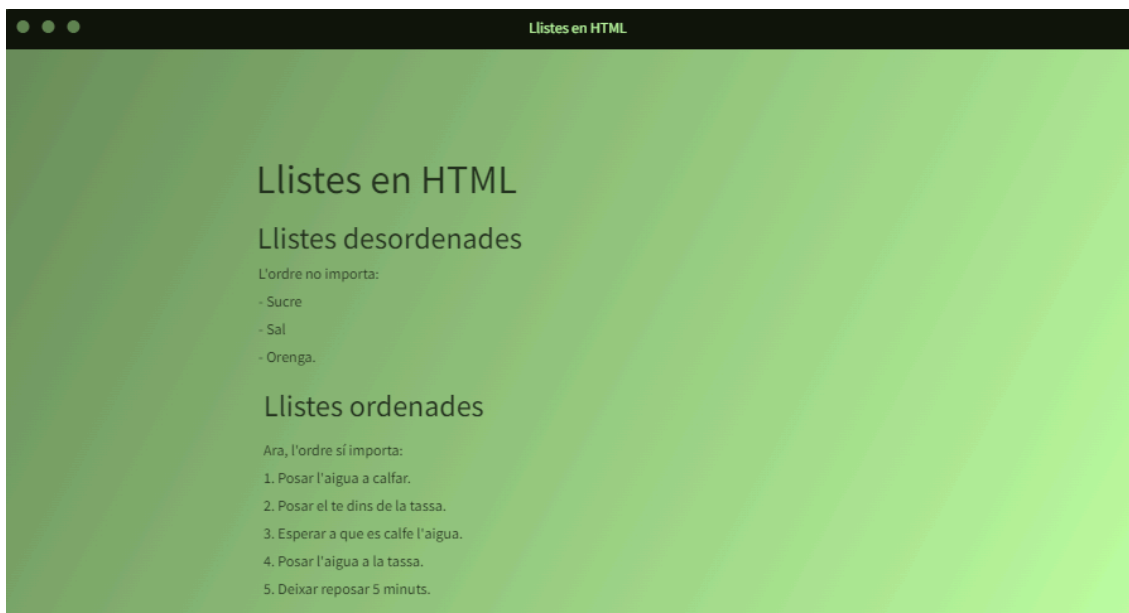 Llistes en HTML
Llistes en HTML
Llistes desordenades
L'ordre no importa:
- Sucre
- Sal
- Orenga.
Llistes ordenades
Ara, l'ordre sí importa:
1. Posar l'aigua a calfar.
2. Posar el te dins de la tassa.
3. Esperar a que es calfe l'aigua.
4. Posar l'aigua a la tassa.
5. Deixar reposar 5 minuts.